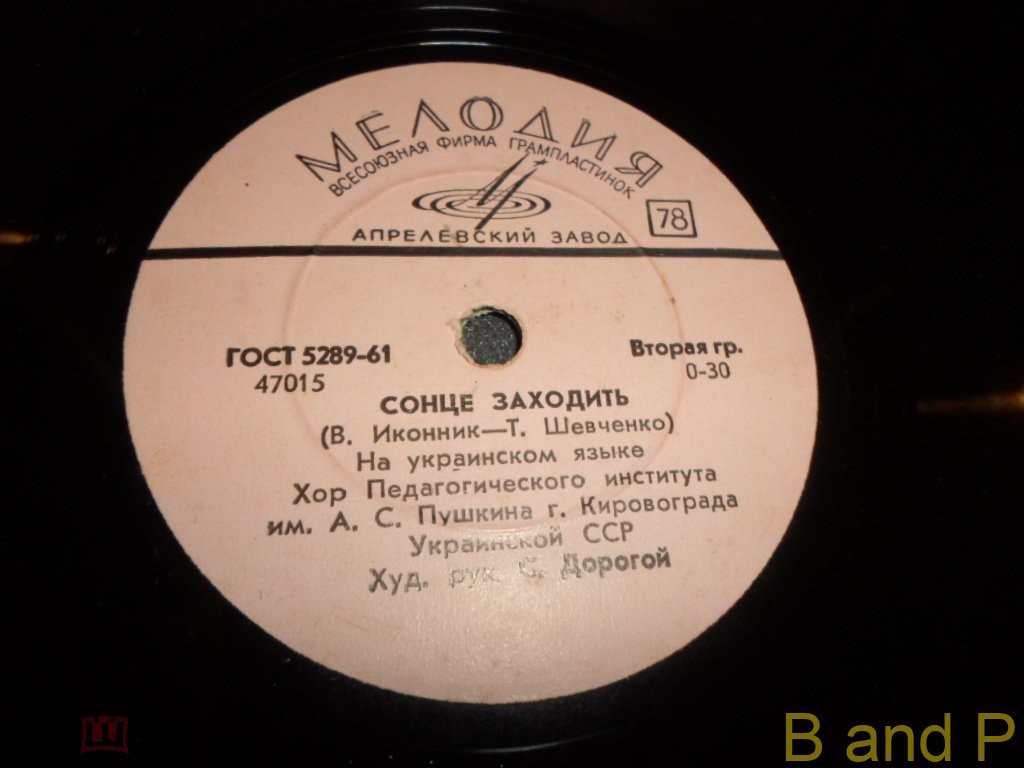 МЕЛОДИЯ
ВСЕСОЮЗНАЯ ФИРМА ГРАМПЛАСТИНОК
78
АПРЕЛЕВСКИЙ ЗАВОД
ГОСТ 5289-61
47015
Вторая гр.
0-30
СОНЦЕ ЗАХОДИТЬ
(В. Иконник—Т. Шевченко)
На украинском языке
Хор Педагогического института
им. А. С. Пушкина г. Кировограда
Украинской ССР
Худ. рук. С. Дорогой
B and P